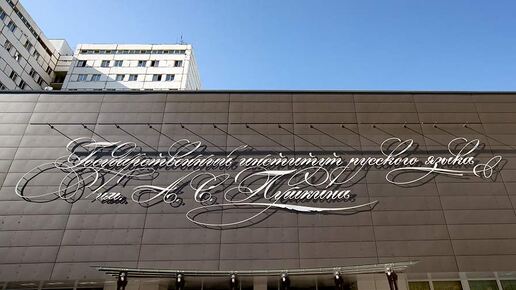 Государственный институт русского языка
им. А. С. Пушкина